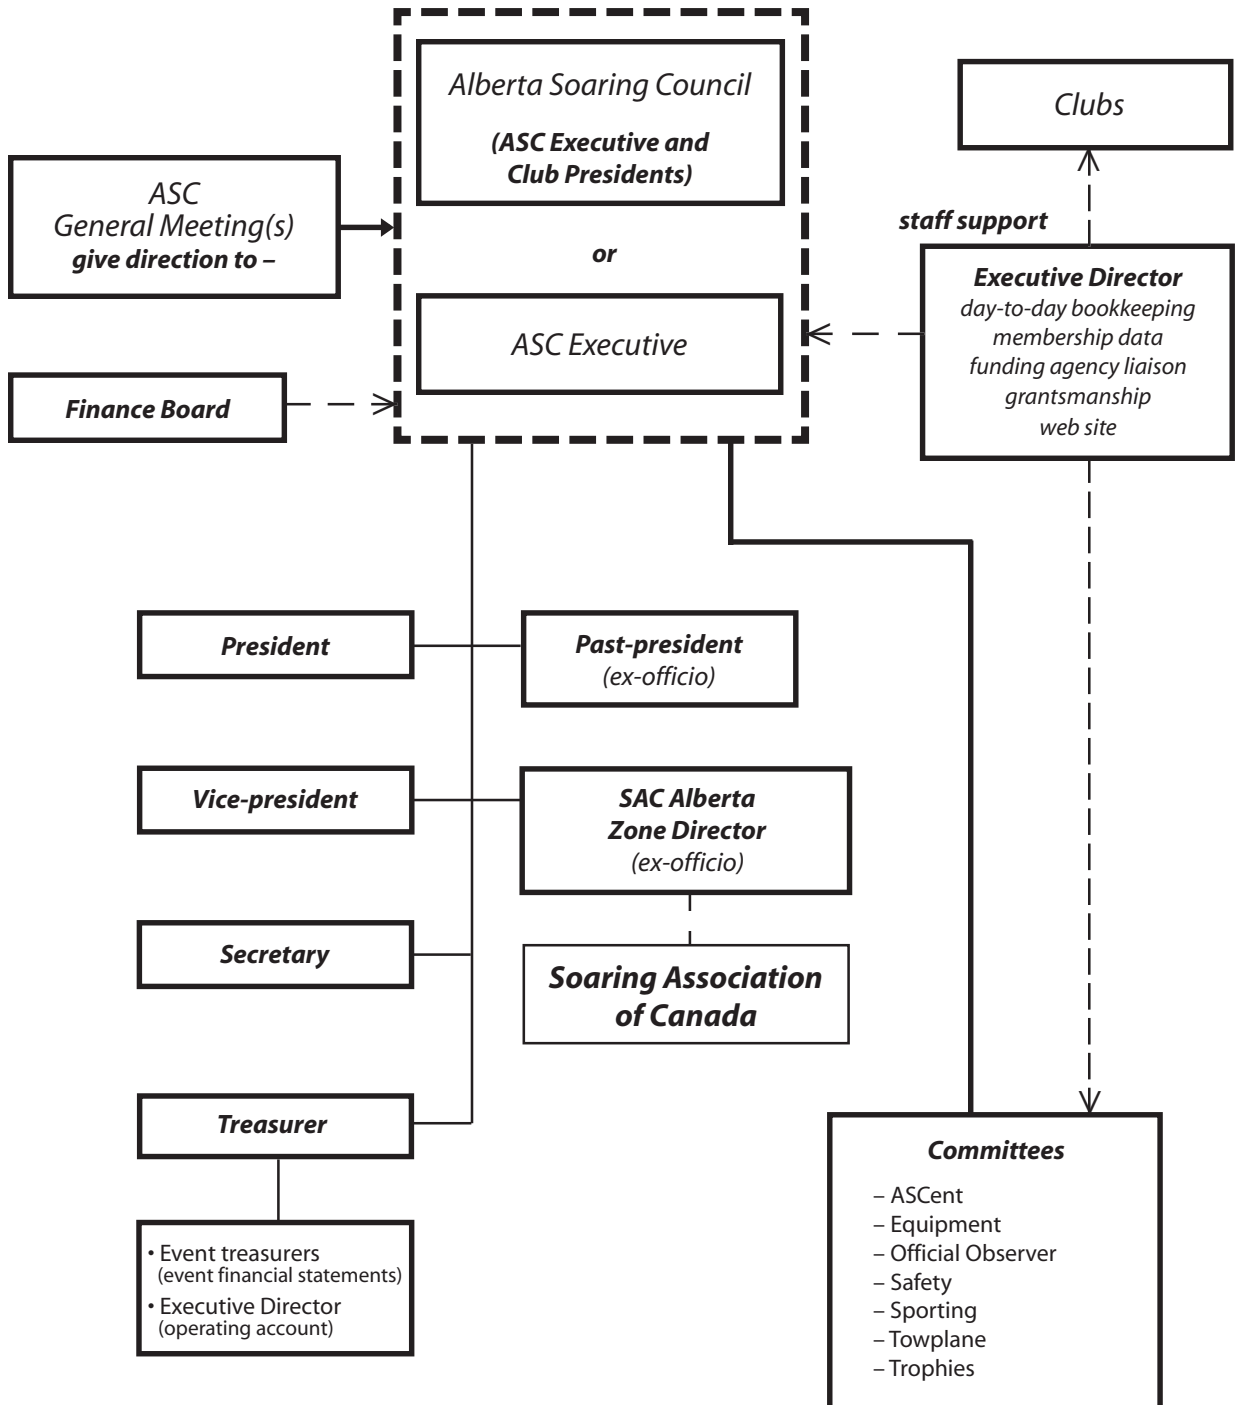 Alberta Soaring Council
(ASC Executive and
Club Presidents)
or
ASC Executive
ASC
General Meeting(s)
give direction to –
Finance Board
Clubs
staff support
Executive Director
day-to-day bookkeeping
membership data
funding agency liaison
grantsmanship
web site
President
Past-president
(ex-officio)
Vice-president
SAC Alberta
Zone Director
(ex-officio)
Secretary
Soaring Association
of Canada
Treasurer
• Event treasurers
(event financial statements)
• Executive Director
(operating account)
Committees
– ASCent
– Equipment
– Official Observer
– Safety
– Sporting
– Towplane
– Trophies